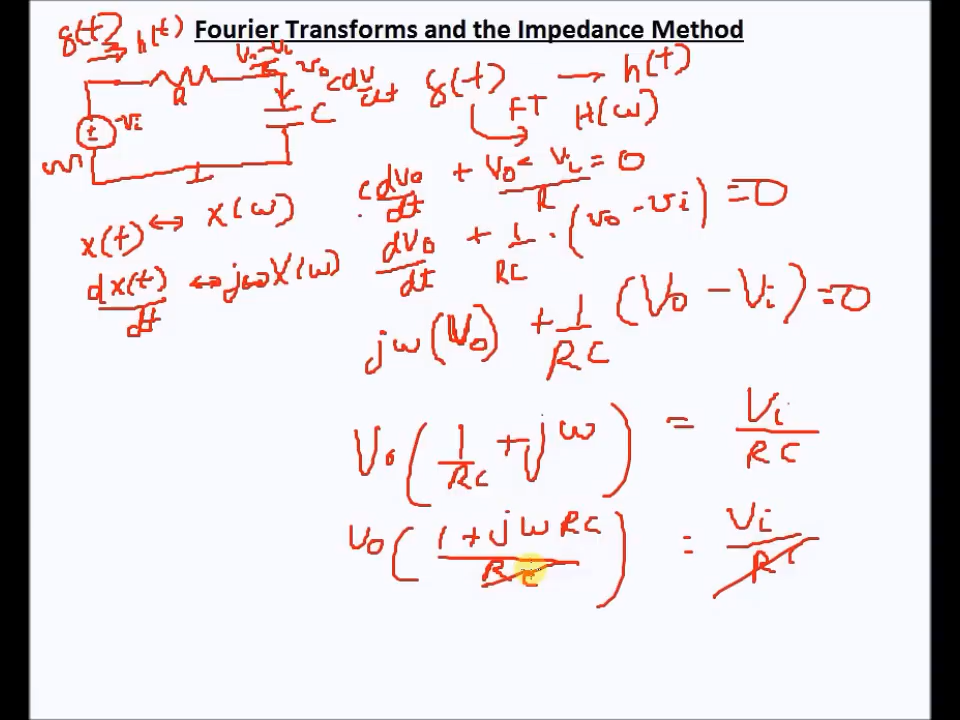 Fourier Transforms and the Impedance Method
δ(t) → h(t)
R
Vo-Vi
vo
C dv/dt
C
± vi
δ(t) → h(t)
FT H(ω)
C dvo/dt + (vo - vi)/R = 0
x(t) ↔ X(ω)
dvo/dt + 1/RC · (vo - vi) = 0
dx(t)/dt ↔ jωX(ω)
jω(Vo) + 1/RC (Vo - Vi) = 0
Vo (1/RC + jω) = Vi/RC
Vo ((1 + jωRC)/RC) = Vi/RC